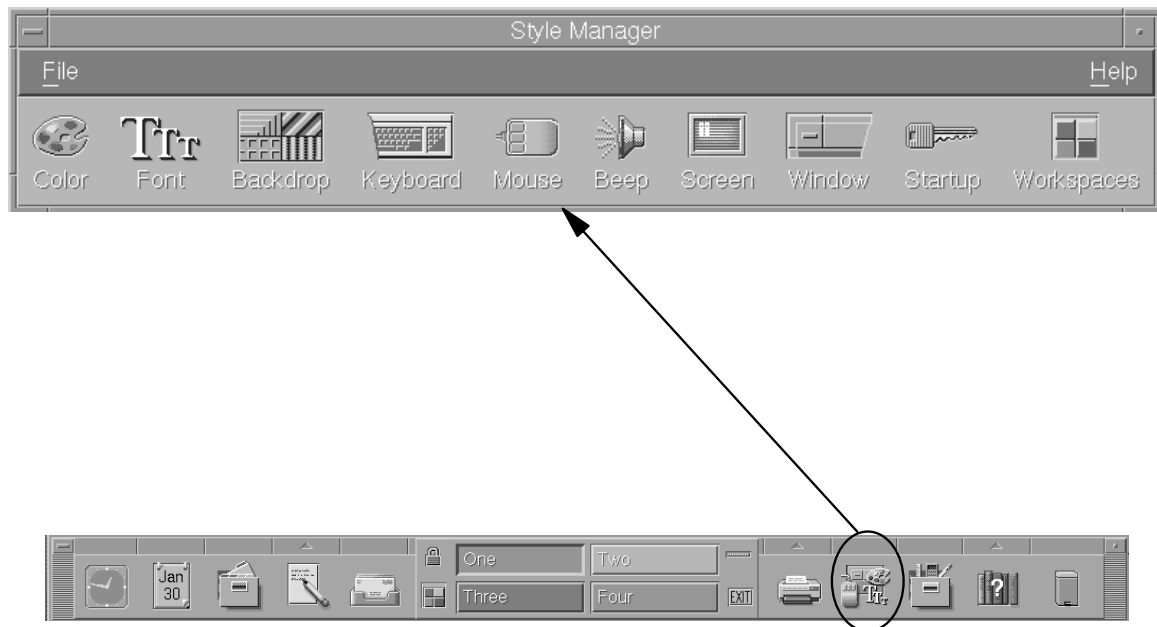 Style Manager
File Help
Color Font Backdrop Keyboard Mouse Beep Screen Window Startup Workspaces
Jan
30
One Two
Three Four EXIT
?